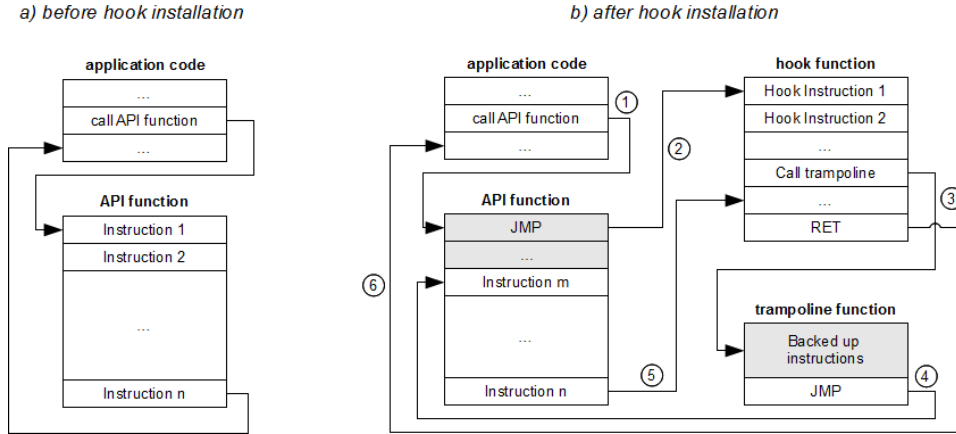 a) before hook installation
application code
...
call API function
...
API function
Instruction 1
Instruction 2
...
Instruction n
b) after hook installation
application code
...
call API function
...
API function
JMP
...
Instruction m
...
Instruction n
hook function
Hook Instruction 1
Hook Instruction 2
...
Call trampoline
...
RET
trampoline function
Backed up
instructions
JMP
1
2
3
4
5
6